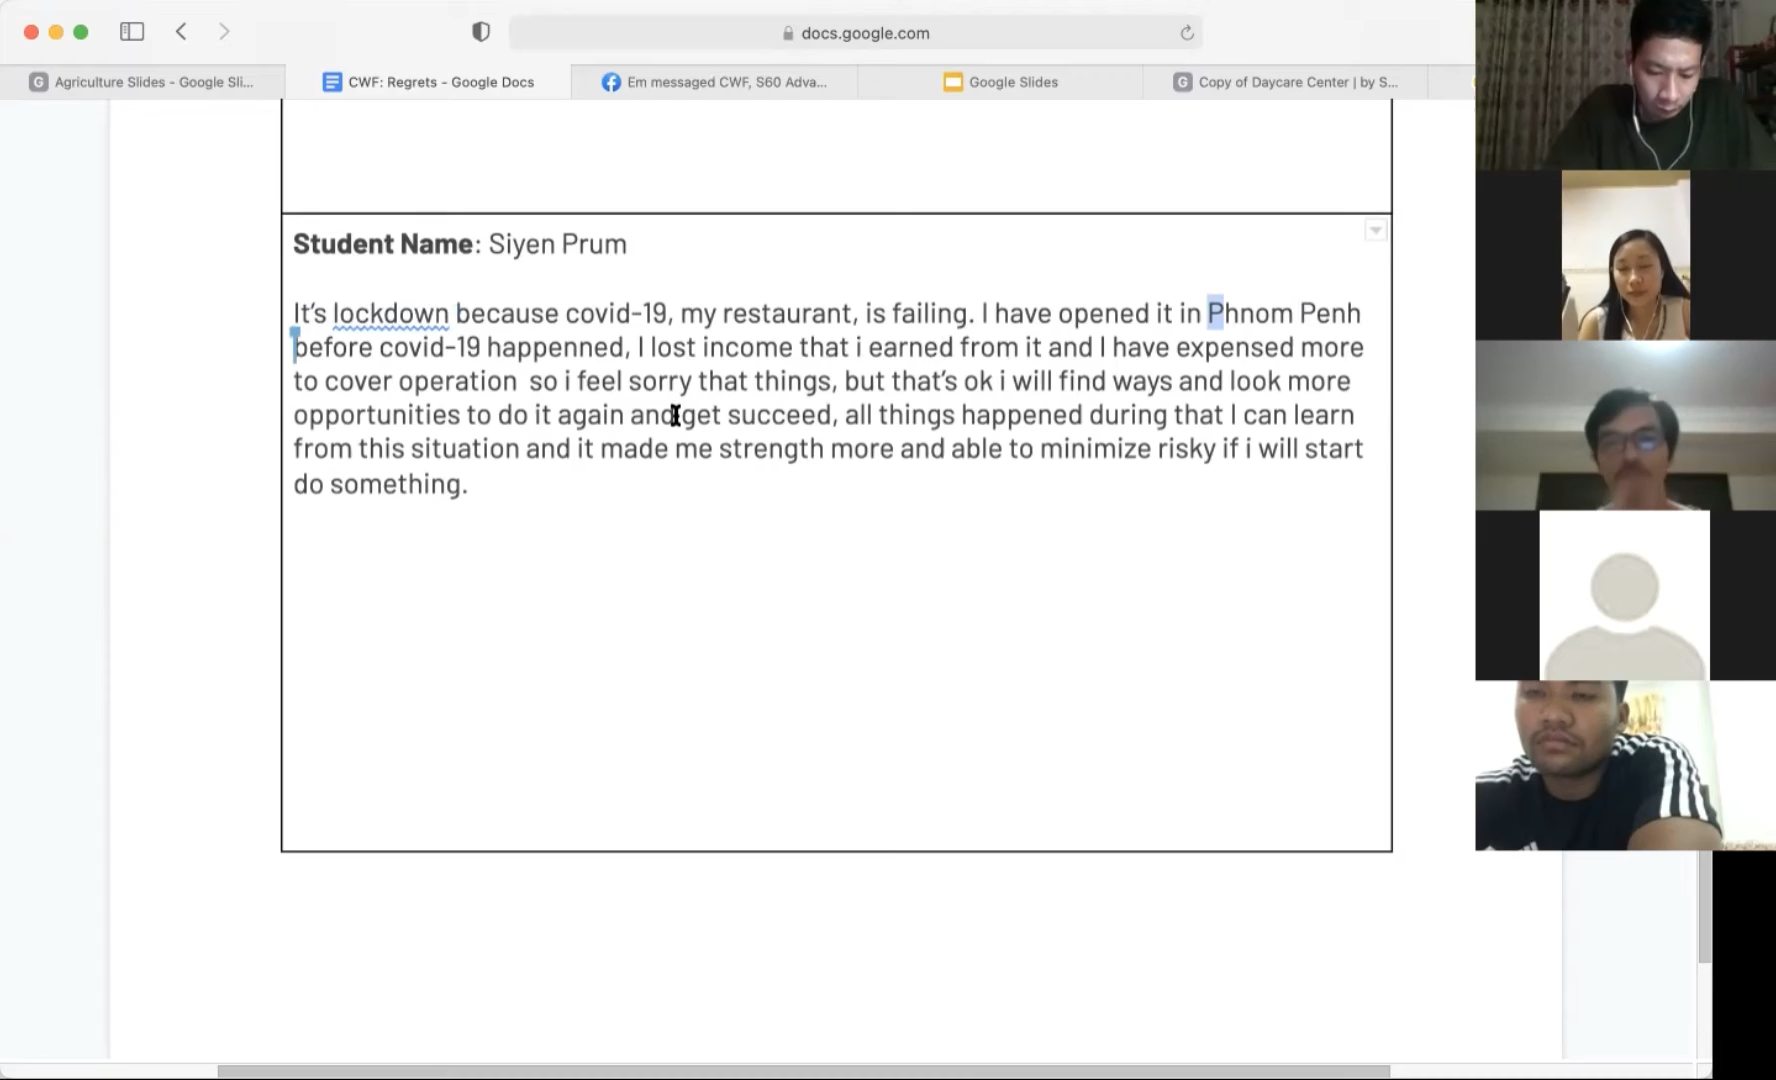 docs.google.com
Agriculture Slides - Google Sli...
CWF: Regrets - Google Docs
Em messaged CWF, S60 Adva...
Google Slides
Copy of Daycare Center | by S...
Student Name: Siyen Prum
It's lockdown because covid-19, my restaurant, is failing. I have opened it in Phnom Penh
before covid-19 happenned, I lost income that i earned from it and I have expensed more
to cover operation  so i feel sorry that things, but that's ok i will find ways and look more
opportunities to do it again and get succeed, all things happened during that I can learn
from this situation and it made me strength more and able to minimize risky if i will start
do something.